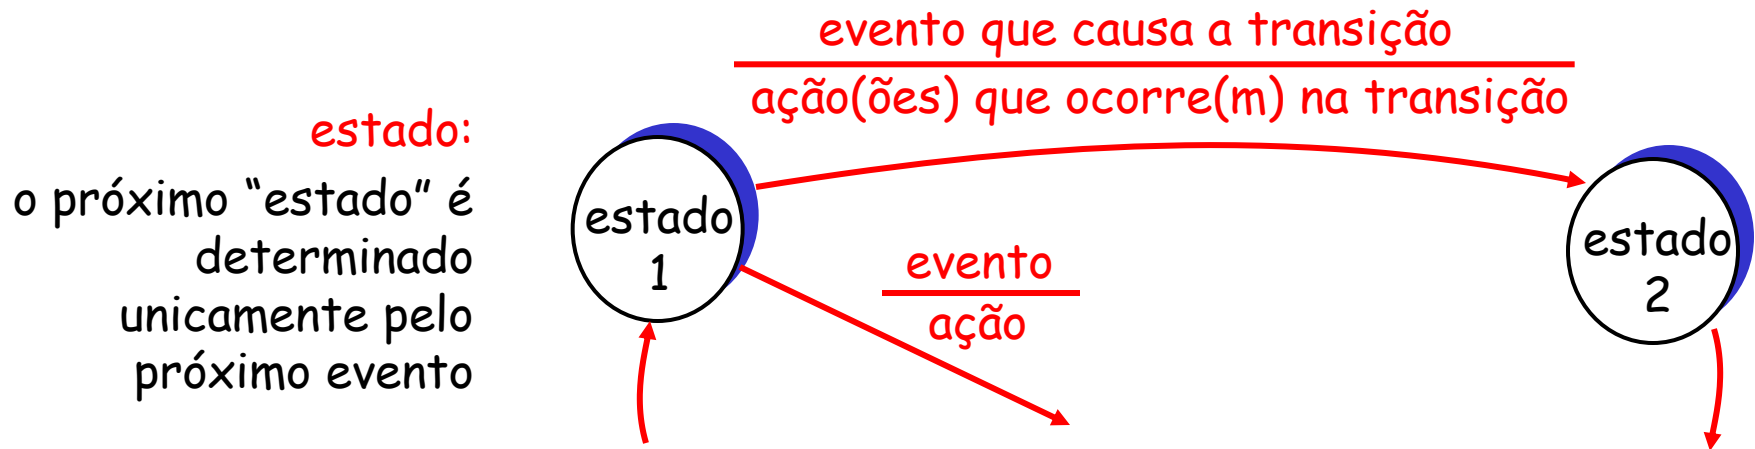 evento que causa a transição
ação(ões) que ocorre(m) na transição
estado:
o próximo “estado” é
determinado
unicamente pelo
próximo evento
estado
1
evento
ação
estado
2